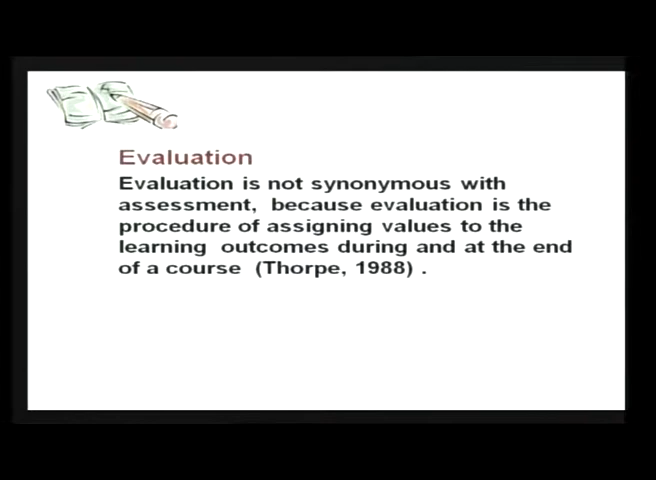 Evaluation
Evaluation is not synonymous with
assessment, because evaluation is the
procedure of assigning values to the
learning outcomes during and at the end
of a course (Thorpe, 1988) .